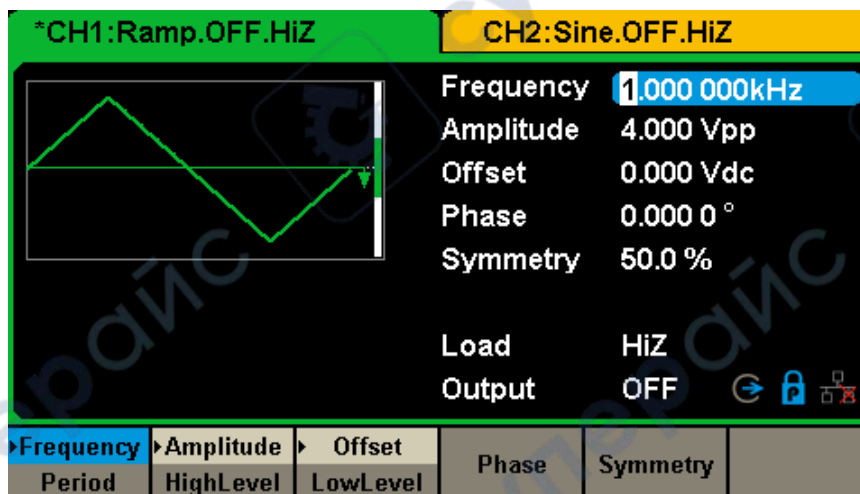 *CH1:Ramp.OFF.HiZ
CH2:Sine.OFF.HiZ
Frequency 1.000 000kHz
Amplitude 4.000 Vpp
Offset 0.000 Vdc
Phase 0.000 0 °
Symmetry 50.0 %
Load HiZ
Output OFF
Frequency Amplitude Offset
Phase Symmetry
Period HighLevel LowLevel